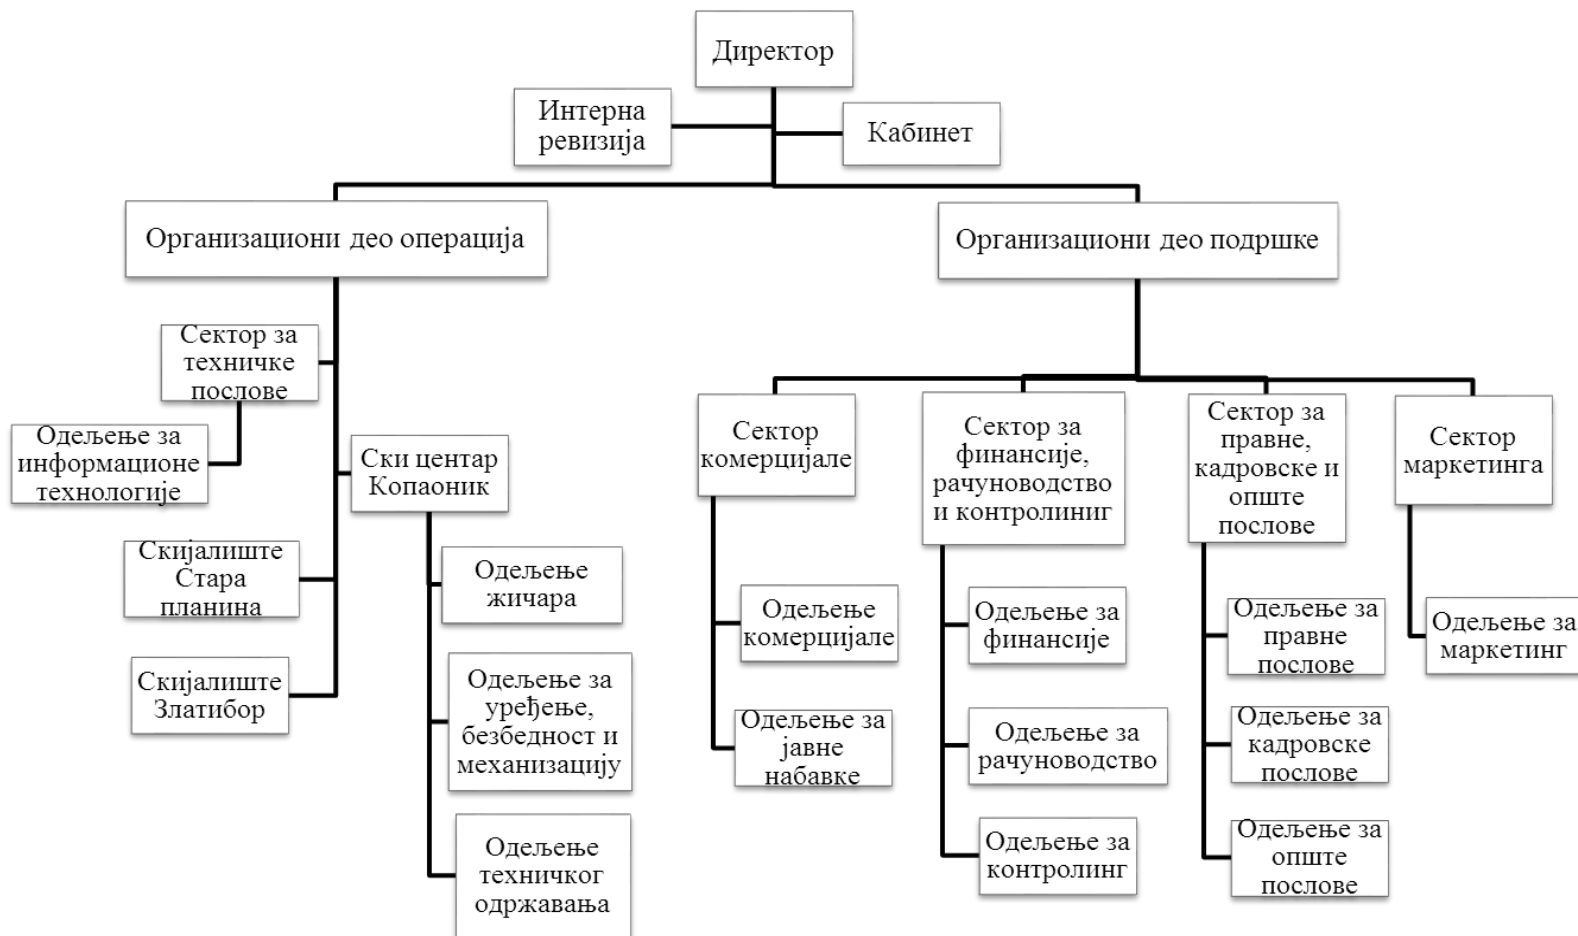 Директор
Интерна
ревизија
Кабинет
Организациони део операција
Организациони део подршке
Сектор за
техничке
послове
Одељење за
информационе
технологије
Ски центар
Копаоник
Скијалиште
Стара
планина
Скијалиште
Златибор
Одељење
жичара
Одељење за
уређење,
безбедност и
механизацију
Одељење
техничког
одржавања
Сектор
комерцијале
Одељење
комерцијале
Одељење за
јавне
набавке
Сектор за
финансије,
рачуноводство
и контролиниг
Одељење за
финансије
Одељење за
рачуноводство
Одељење за
контролинг
Сектор за
правне,
кадровске и
опште
послове
Одељење за
правне
послове
Одељење за
кадровске
послове
Одељење за
опште
послове
Сектор
маркетинга
Одељење за
маркетинг